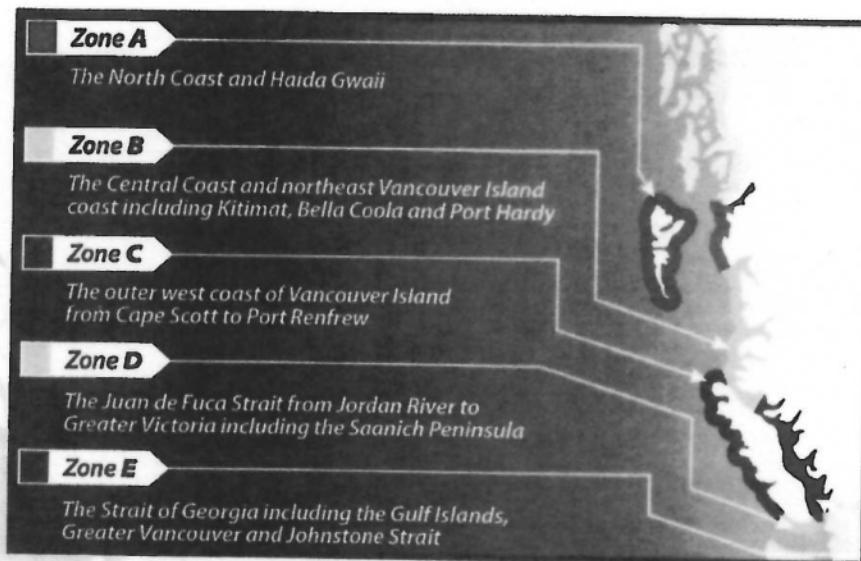 Zone A
The North Coast and Haida Gwaii
Zone B
The Central Coast and northeast Vancouver Island
coast including Kitimat, Bella Coola and Port Hardy
Zone C
The outer west coast of Vancouver Island
from Cape Scott to Port Renfrew
Zone D
The Juan de Fuca Strait from Jordan River to
Greater Victoria including the Saanich Peninsula
Zone E
The Strait of Georgia including the Gulf Islands,
Greater Vancouver and Johnstone Strait